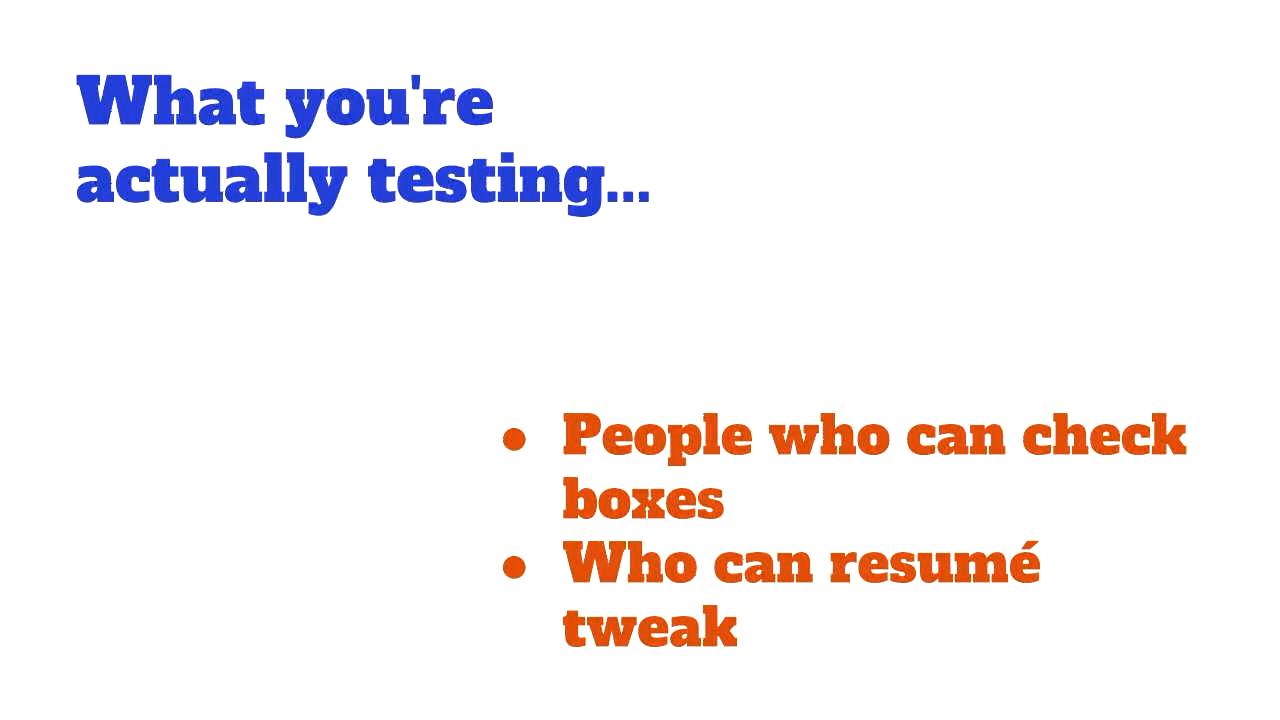 What you're
actually testing...
● People who can check
boxes
● Who can resumé
tweak